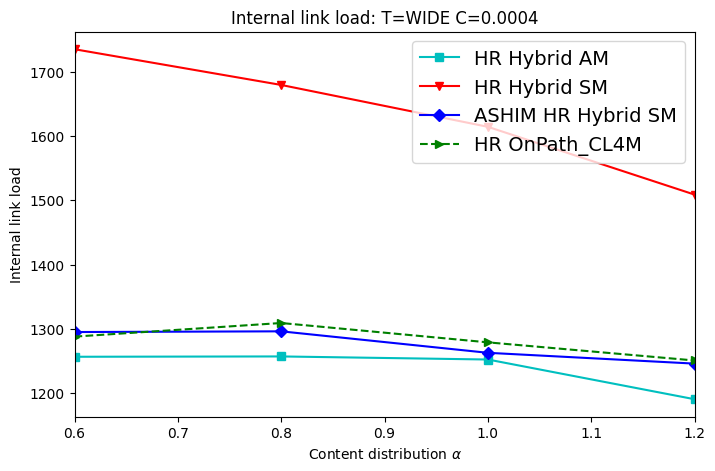 Internal link load: T=WIDE C=0.0004
HR Hybrid AM
HR Hybrid SM
ASHIM HR Hybrid SM
HR OnPath_CL4M
Internal link load
1700
1600
1500
1400
1300
1200
0.6 0.7 0.8 0.9 1.0 1.1 1.2
Content distribution α